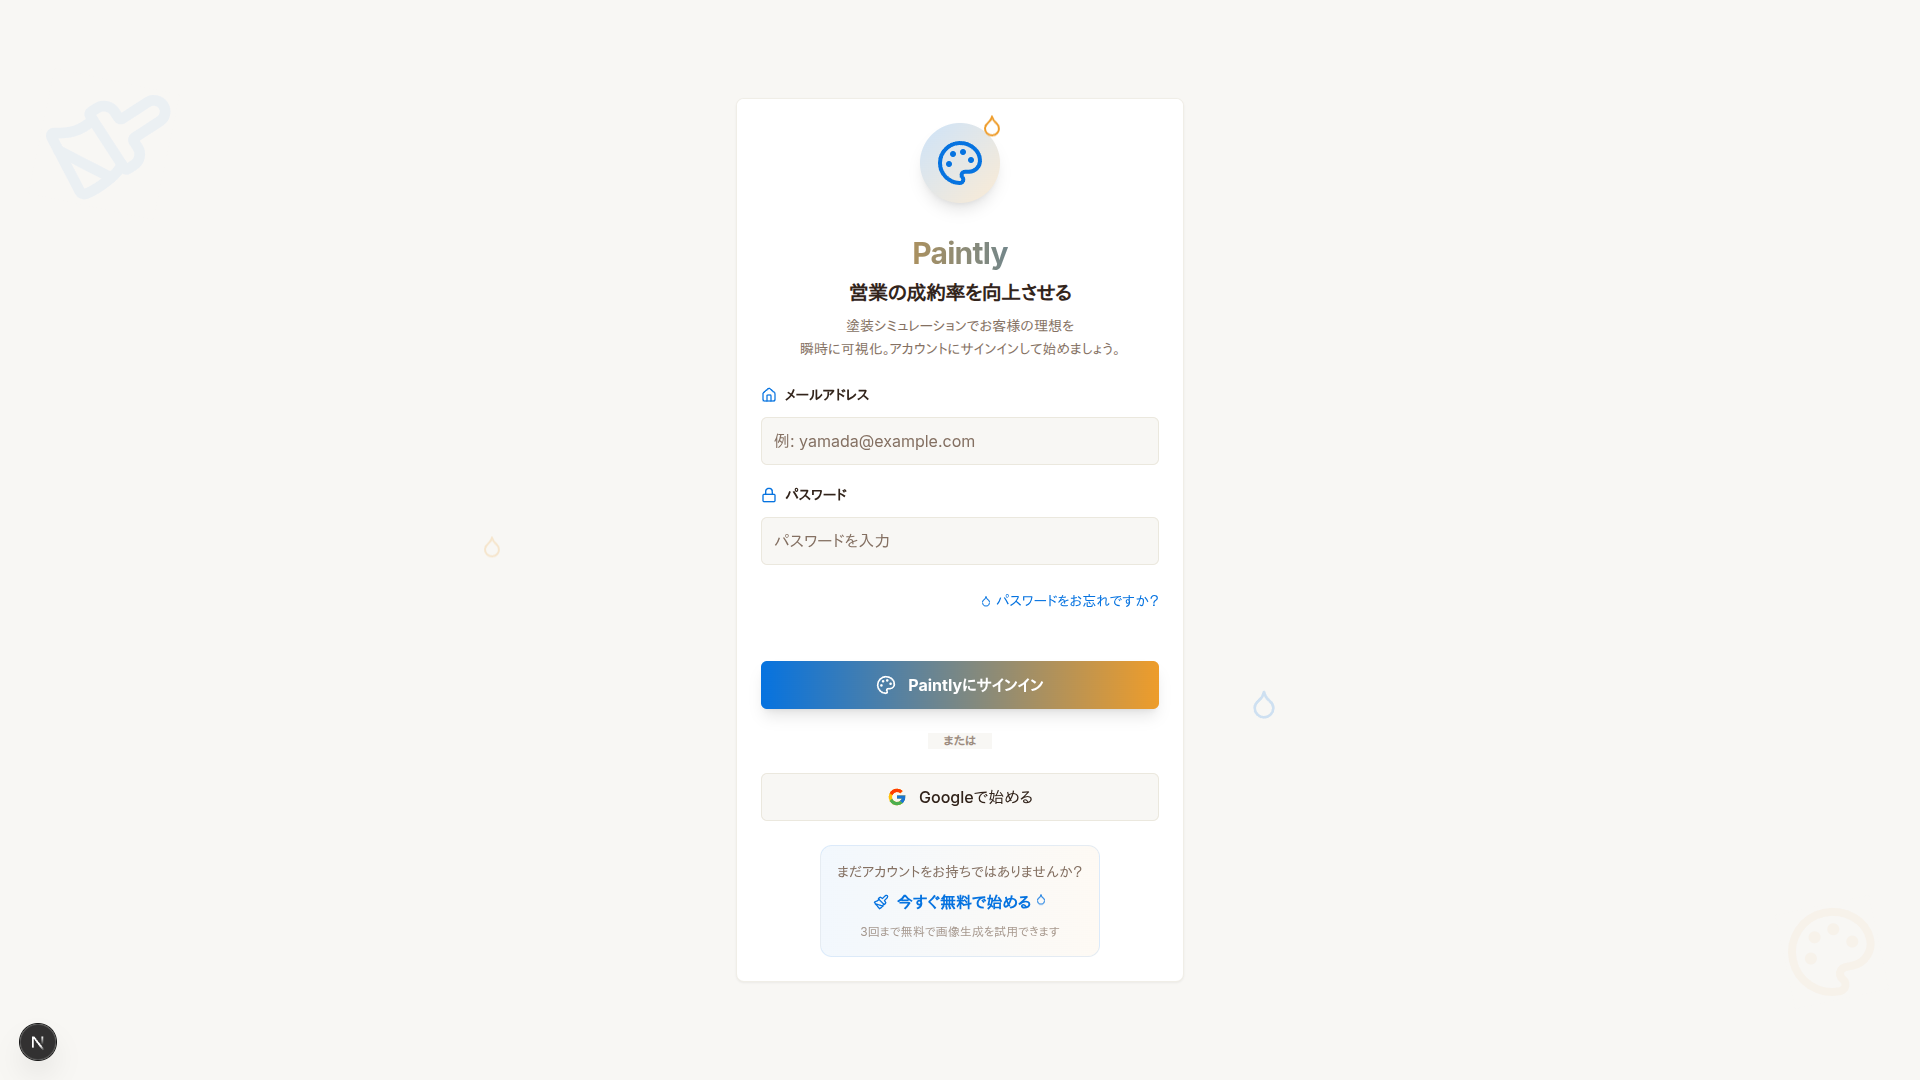 Paintly
営業の成約率を向上させる
塗装シミュレーションでお客様の理想を
瞬時に可視化。アカウントにサインインして始めましょう。
メールアドレス
例: yamada@example.com
パスワード
パスワードを入力
パスワードをお忘れですか？
Paintlyにサインイン
または
Googleで始める
まだアカウントをお持ちではありませんか？
今すぐ無料で始める
3回まで無料で画像生成を試用できます
N